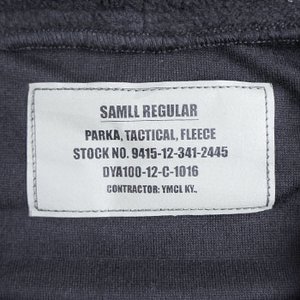 SAMLL REGULAR
PARKA, TACTICAL, FLEECE
STOCK NO. 9415-12-341-2445
DYA100-12-C-1016
CONTRACTOR: YMCL KY..